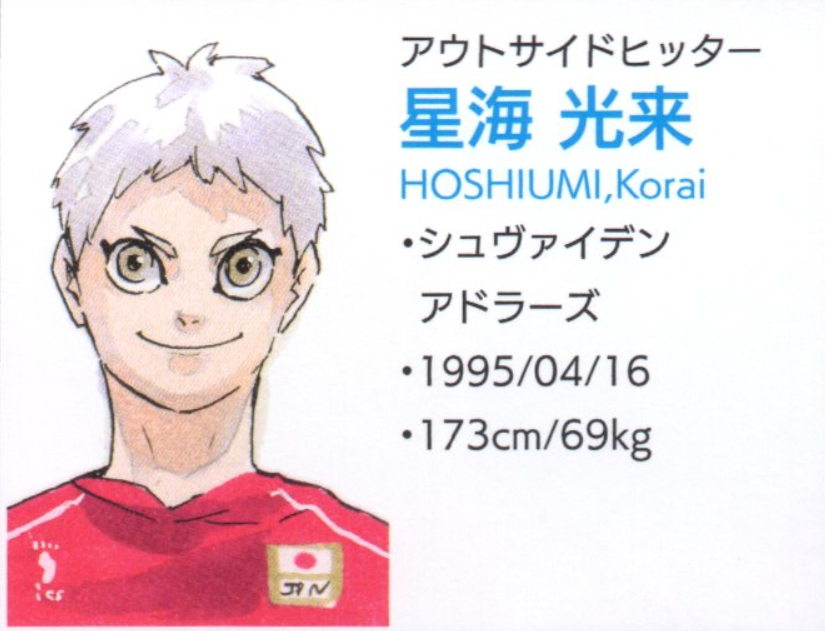 アウトサイドヒッター
星海 光来
HOSHIUMI,Korai
・シュヴァイデン
アドラーズ
・1995/04/16
・173cm/69kg
JPN